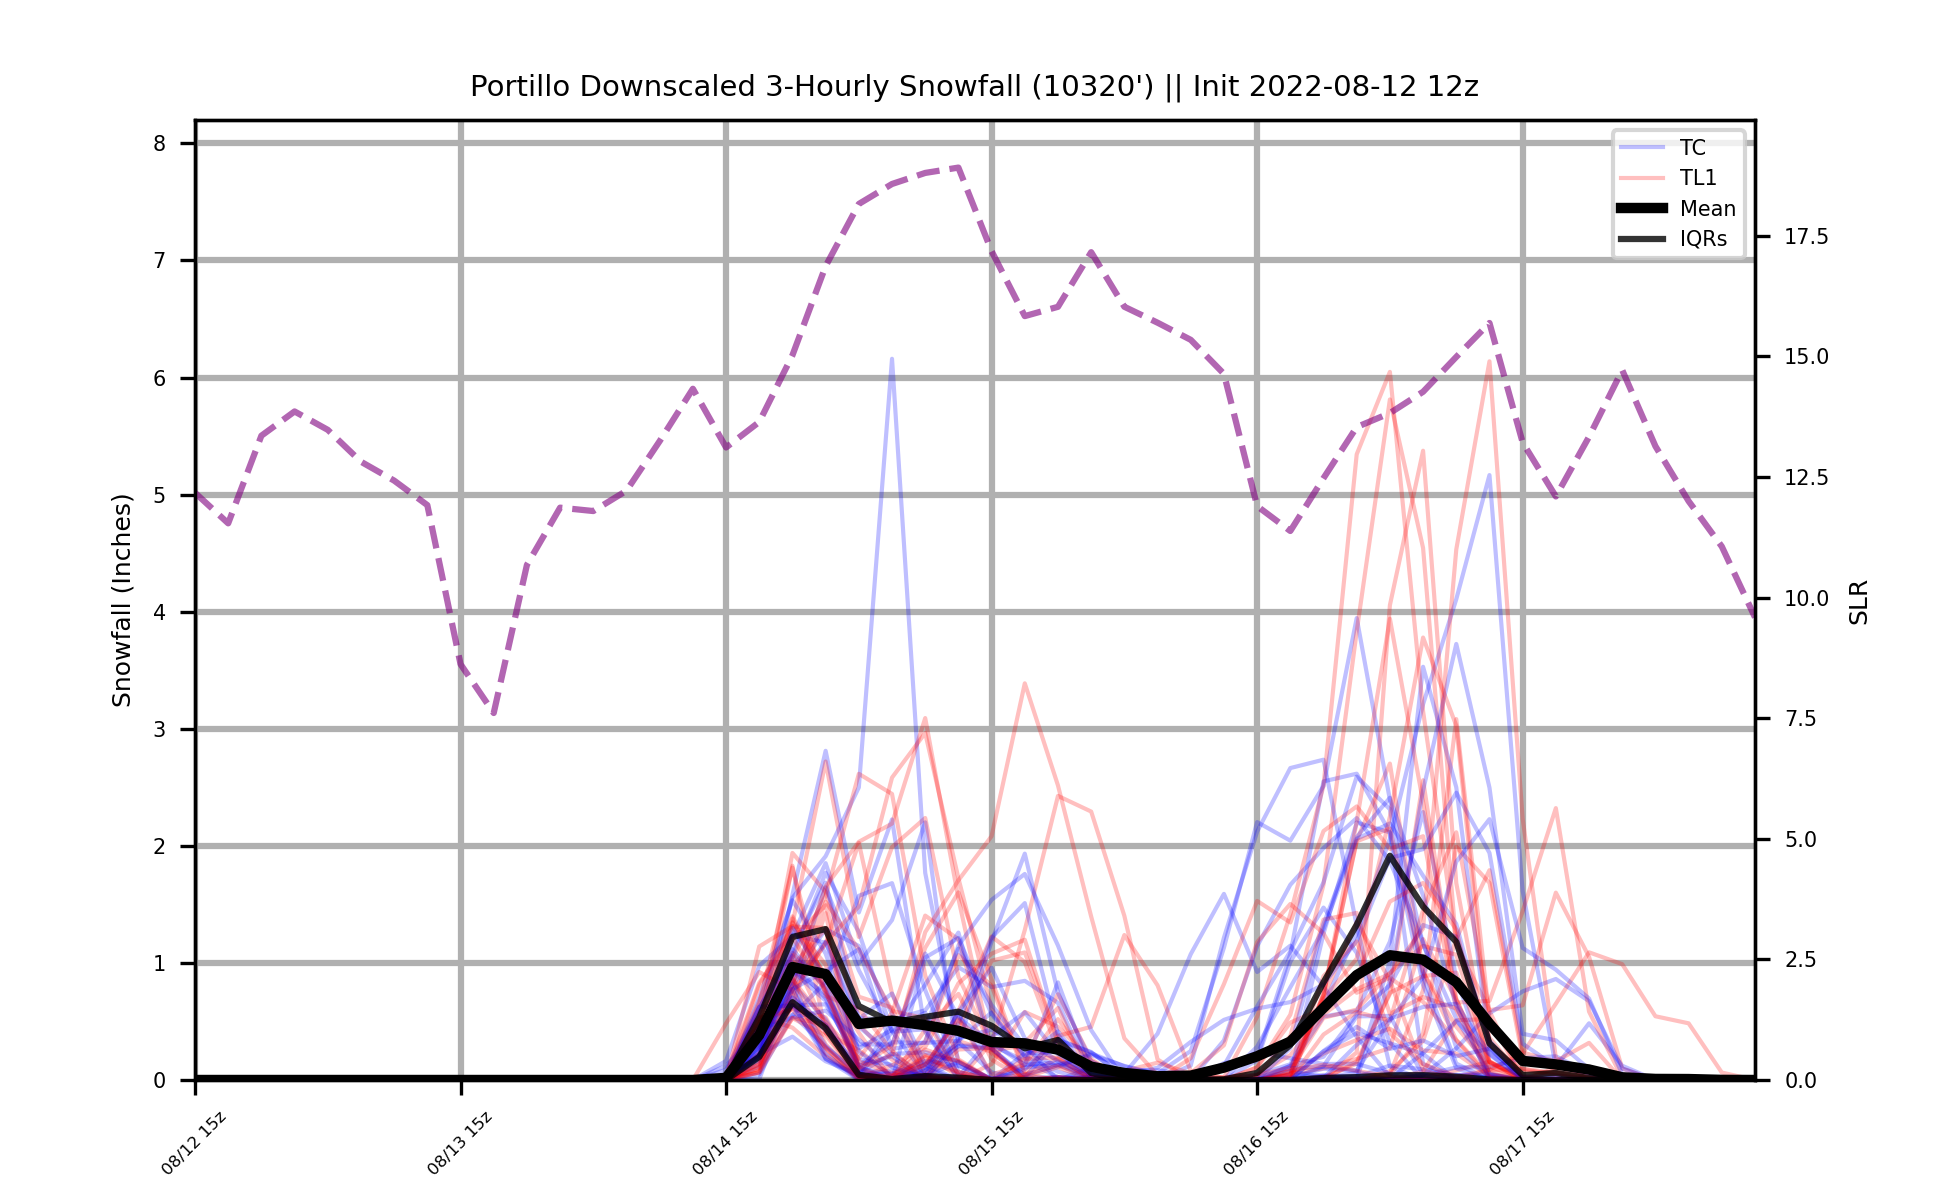 Portillo Downscaled 3-Hourly Snowfall (10320') || Init 2022-08-12 12z
TC
TL1
Mean
IQRs
Snowfall (Inches)
8
7
6
5
4
3
2
1
0
17.5
15.0
12.5
10.0
7.5
5.0
2.5
0.0
SLR
08/12 15z
08/13 15z
08/14 15z
08/15 15z
08/16 15z
08/17 15z